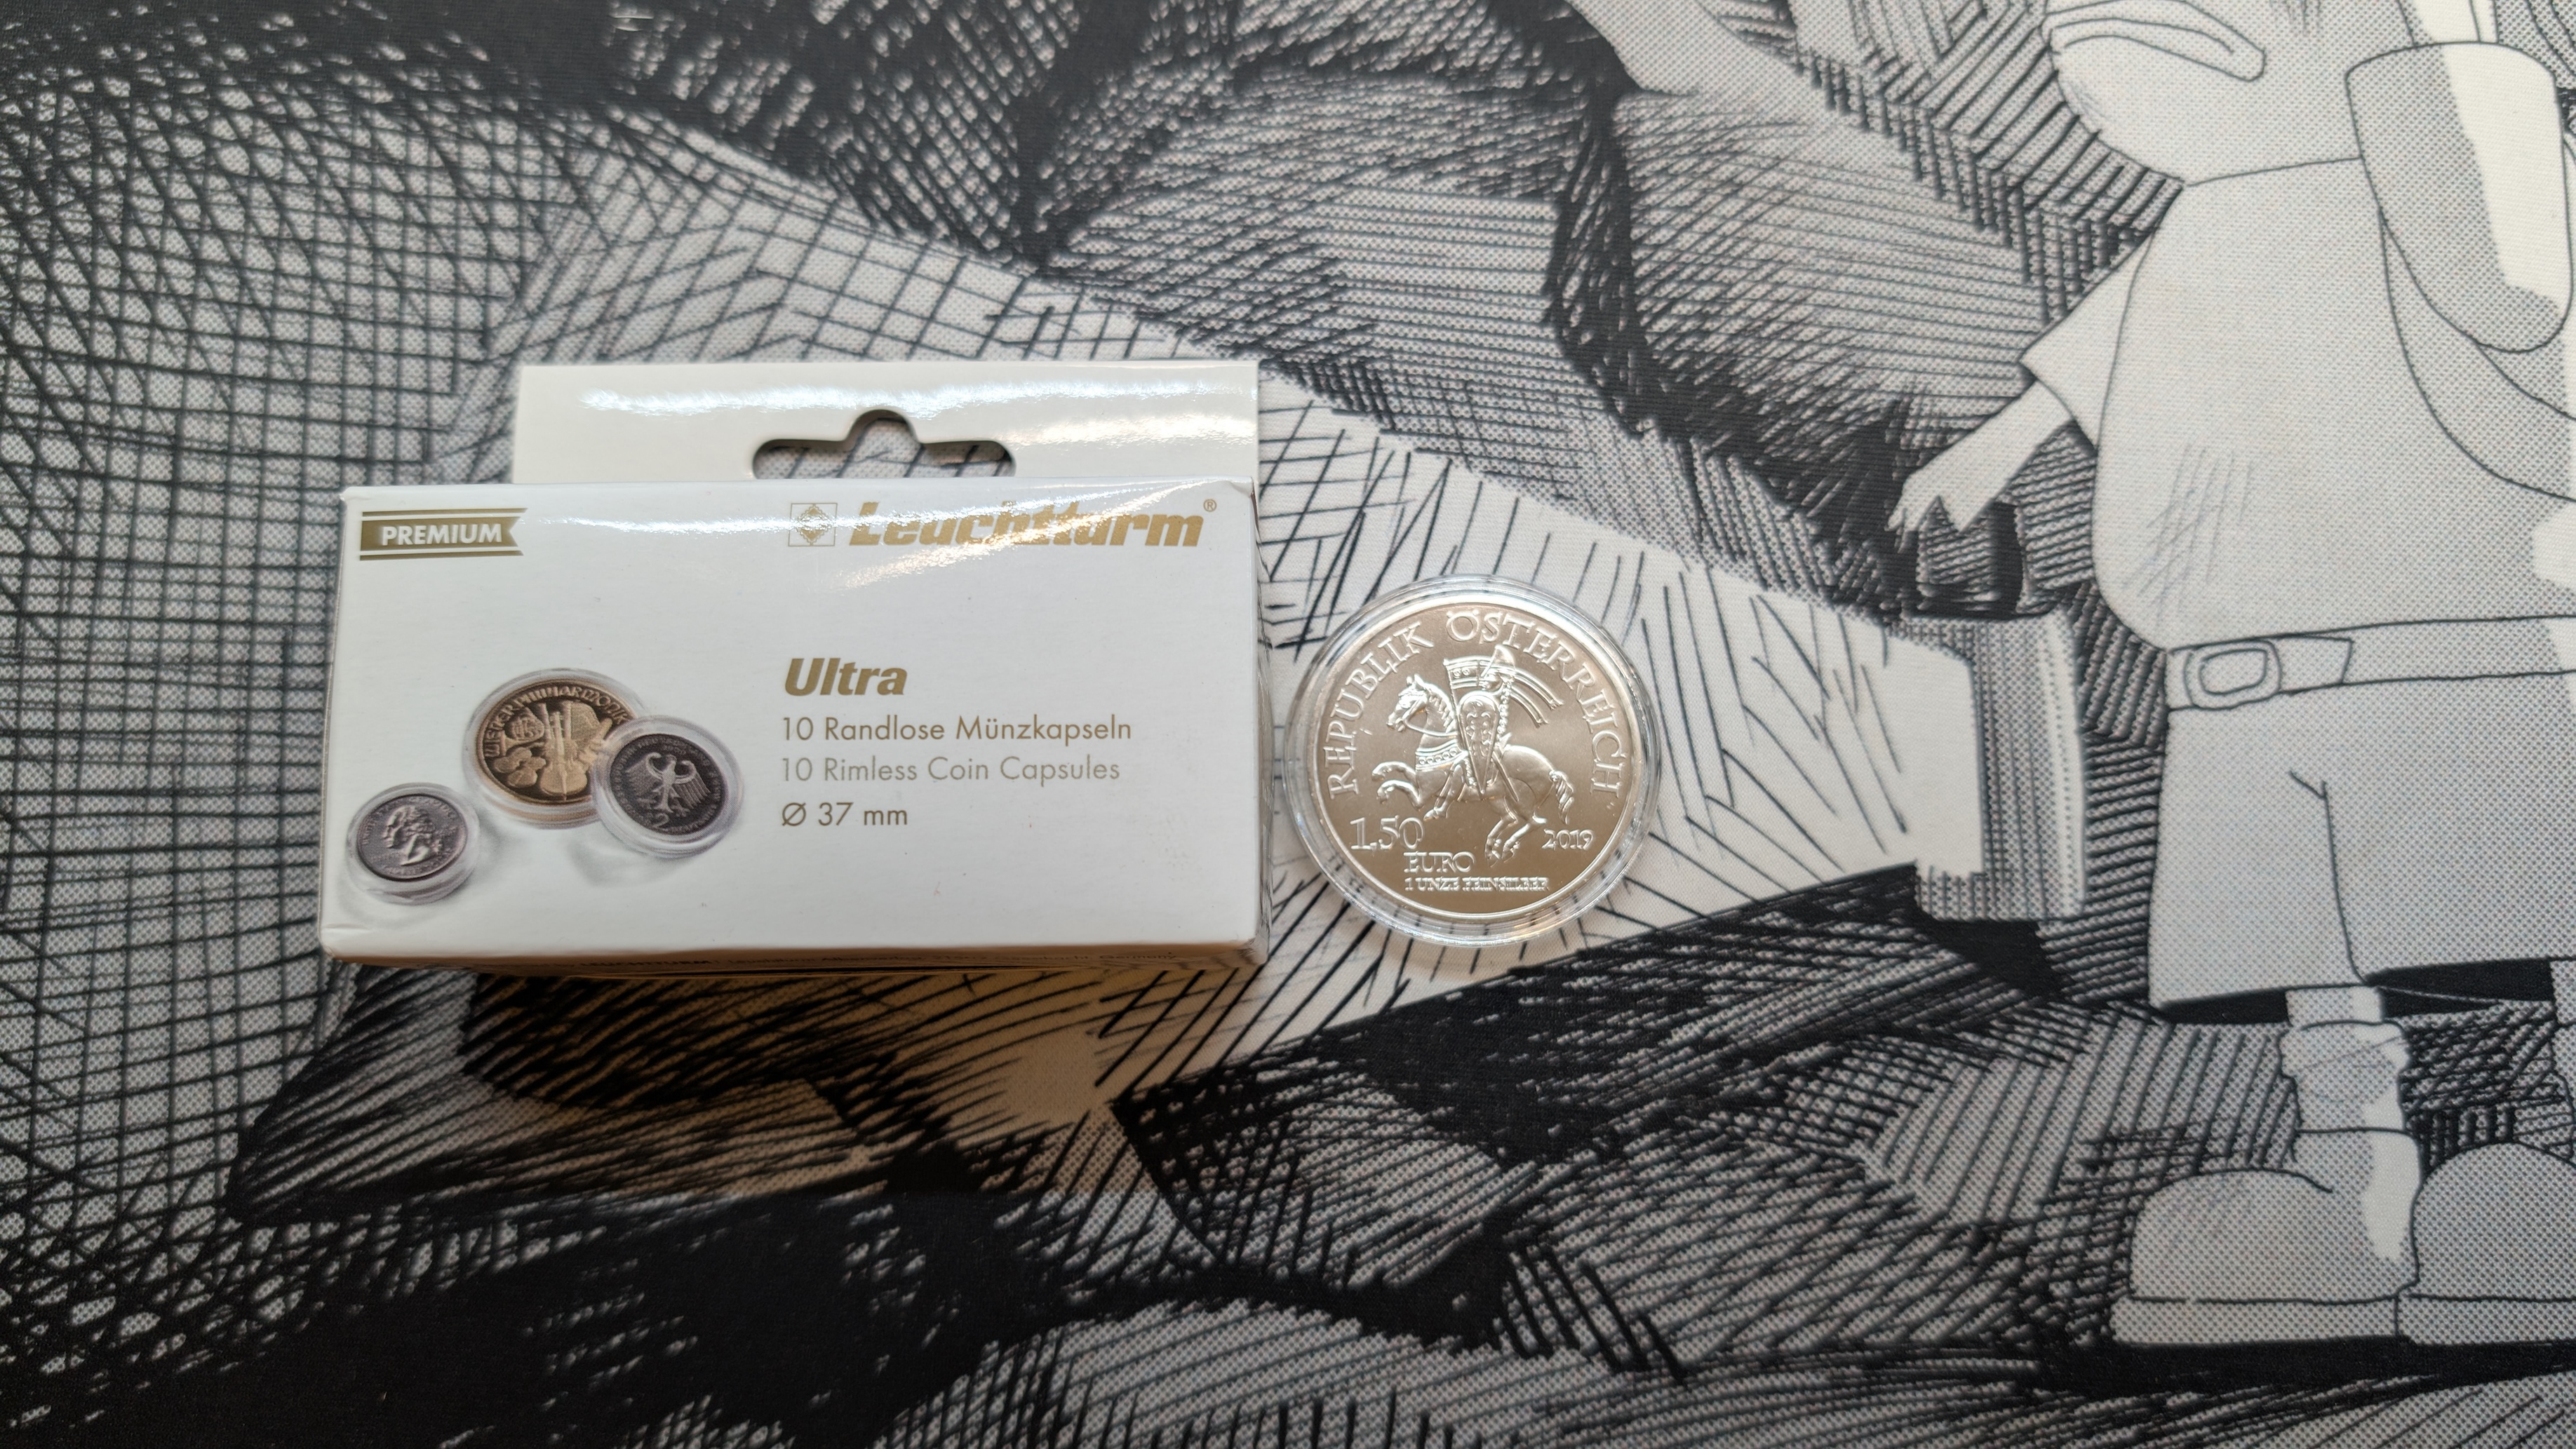 PREMIUM
Leuchtturm®
Ultra
10 Randlose Münzkapseln
10 Rimless Coin Capsules
Ø 37 mm
REPUBLIK ÖSTERREICH
1,50
EURO
2019
1 UNZE FEINSILBER
LEUCHTTURM